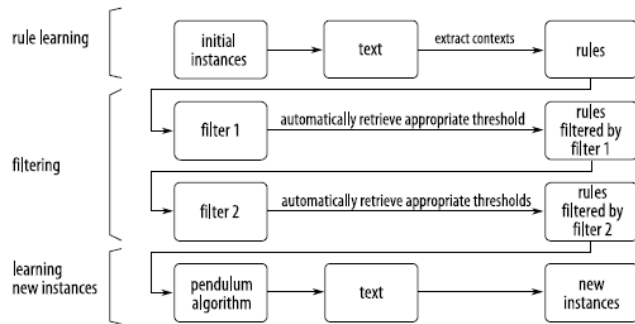 rule learning
initial
instances
text
extract contexts
rules
filtering
filter 1
automatically retrieve appropriate threshold
rules
filtered by
filter 1
filter 2
automatically retrieve appropriate thresholds
rules
filtered by
filter 2
learning
new instances
pendulum
algorithm
text
new
instances